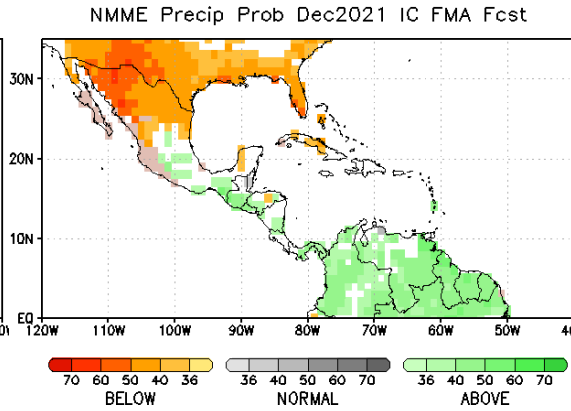 NMME Precip Prob Dec2021 IC FMA Fcst
30N
20N
10N
EQ
120W 110W 100W 90W 80W 70W 60W 50W
70 60 50 40 36
36 40 50 60 70
36 40 50 60 70
BELOW NORMAL ABOVE